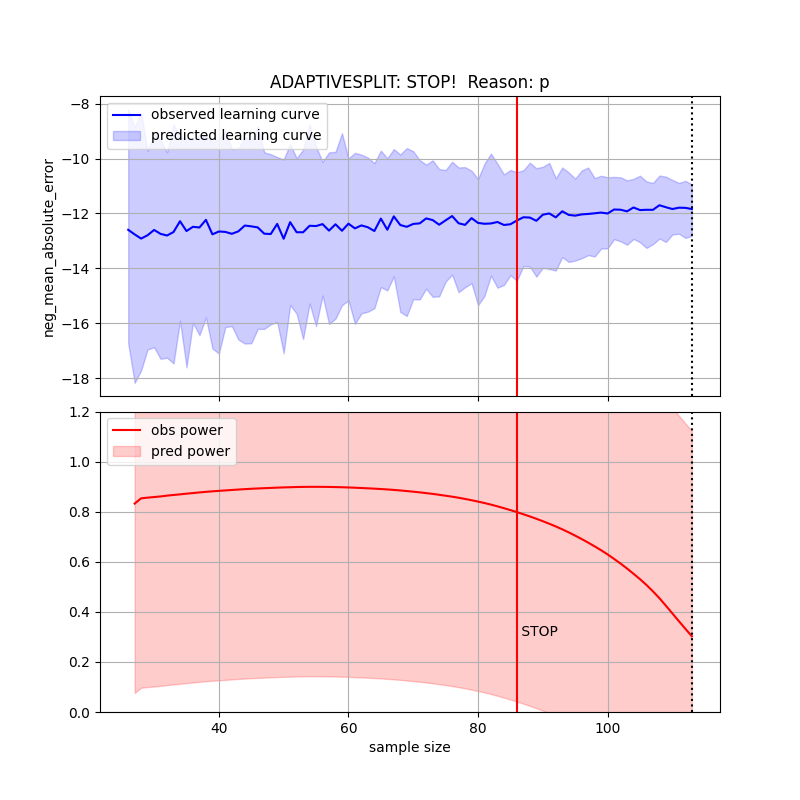 ADAPTIVESPLIT: STOP!  Reason: p
observed learning curve
predicted learning curve
neg_mean_absolute_error
−8
−10
−12
−14
−16
−18
obs power
pred power
1.2
1.0
0.8
0.6
0.4
0.2
0.0
STOP
40
60
80
100
sample size